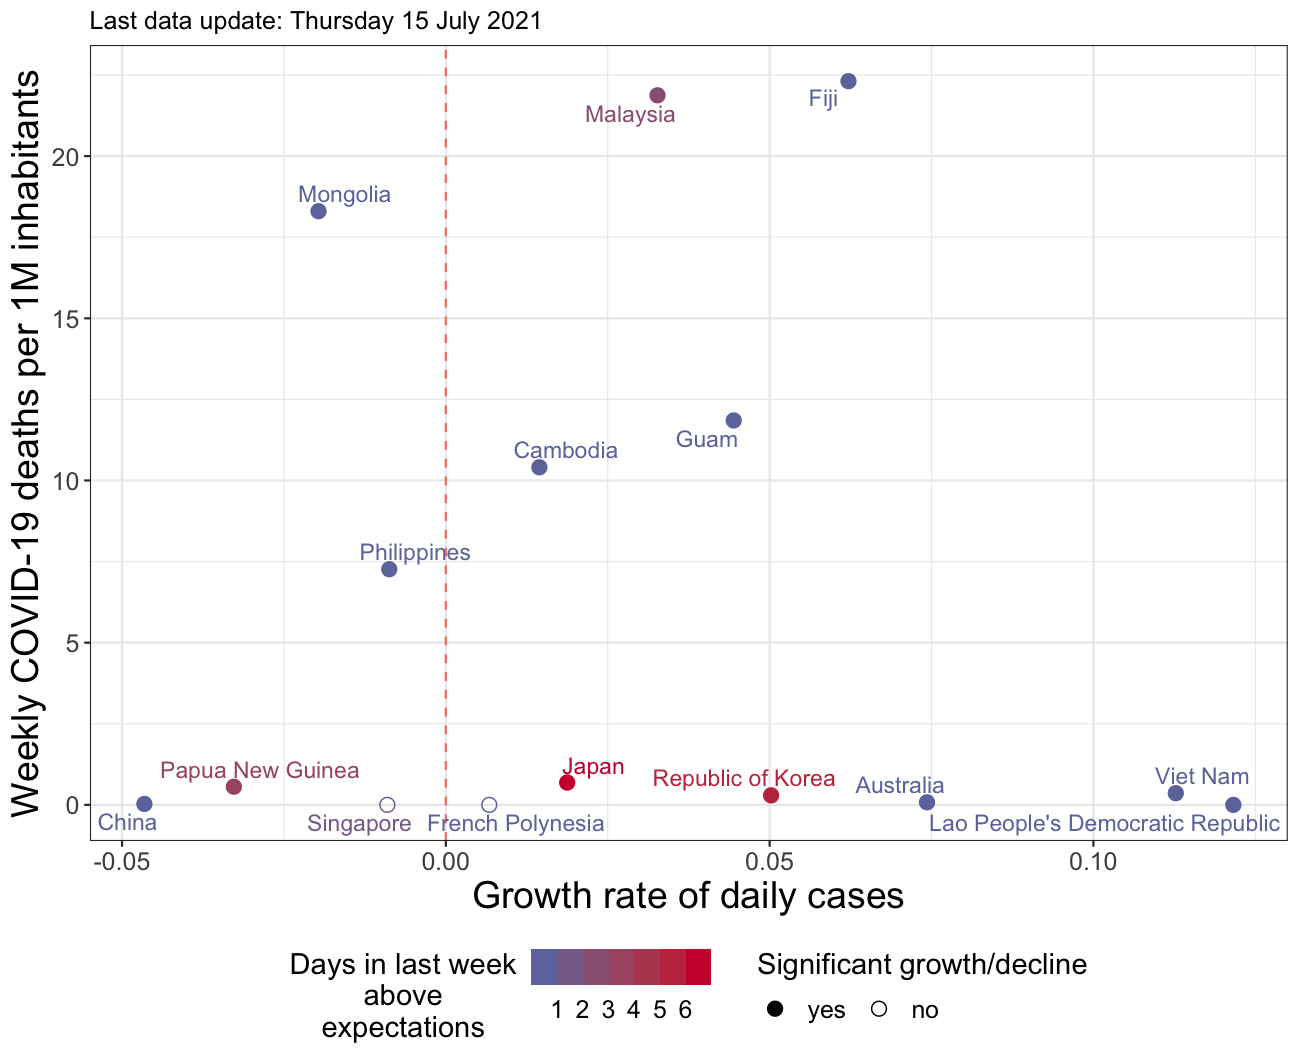 Last data update: Thursday 15 July 2021
Weekly COVID-19 deaths per 1M inhabitants
20
15
10
5
0
Fiji
Malaysia
Mongolia
Guam
Cambodia
Philippines
Japan
Papua New Guinea
Republic of Korea
Australia
Viet Nam
China
Singapore
French Polynesia
Lao People's Democratic Republic
-0.05 0.00 0.05 0.10
Growth rate of daily cases
Days in last week
above
expectations
1 2 3 4 5 6
Significant growth/decline
yes no